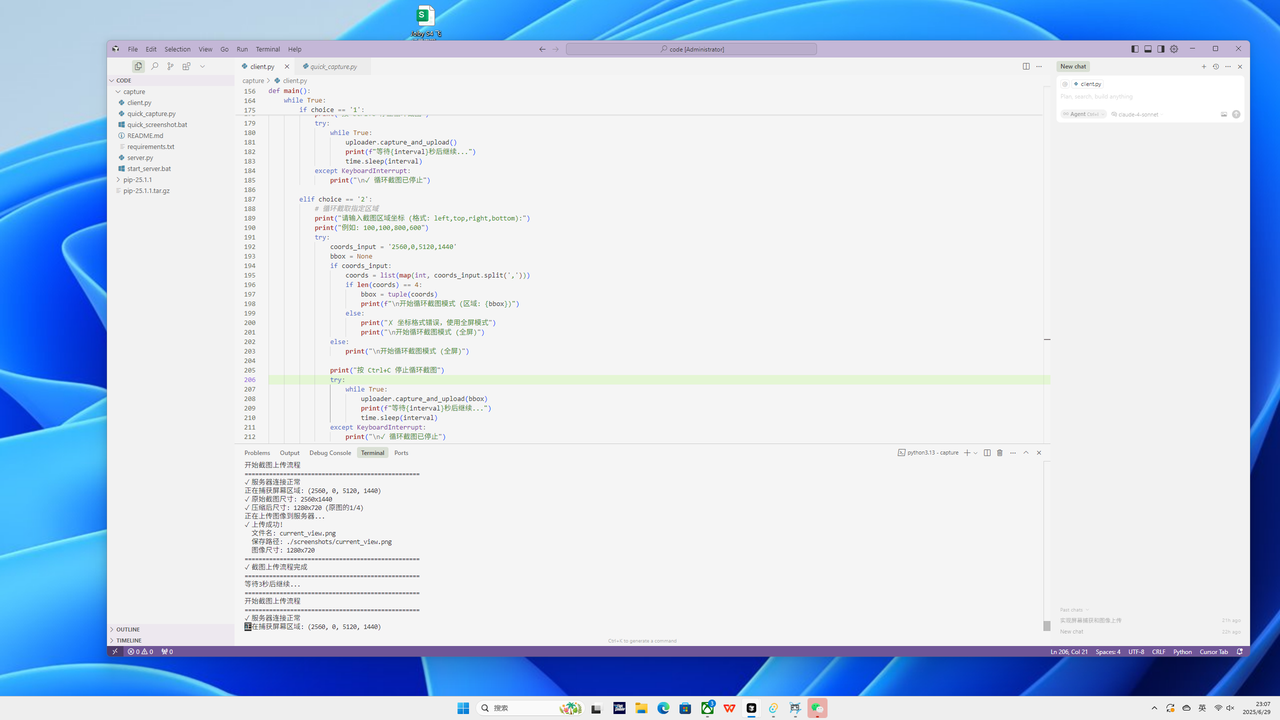 File Edit Selection View Go Run Terminal Help
code [Administrator]
CODE
capture
client.py
quick_capture.py
quick_screenshot.bat
README.md
requirements.txt
server.py
start_server.bat
pip-25.1.1
pip-25.1.1.tar.gz
OUTLINE
TIMELINE
client.py
quick_capture.py
capture > client.py
156 def main():
164 while True:
175 if choice == '1':
179 try:
180 while True:
181 uploader.capture_and_upload()
182 print(f"等待{interval}秒后继续...")
183 time.sleep(interval)
184 except KeyboardInterrupt:
185 print("\n✓ 循环截图已停止")
186
187 elif choice == '2':
188 # 循环截取指定区域
189 print("请输入截图区域坐标 (格式: left,top,right,bottom):")
190 print("例如: 100,100,800,600")
191 try:
192 coords_input = '2560,0,5120,1440'
193 bbox = None
194 if coords_input:
195 coords = list(map(int, coords_input.split(',')))
196 if len(coords) == 4:
197 bbox = tuple(coords)
198 print(f"\n开始循环截图模式 (区域: {bbox})")
199 else:
200 print("✗ 坐标格式错误，使用全屏模式")
201 print("\n开始循环截图模式 (全屏)")
202 else:
203 print("\n开始循环截图模式 (全屏)")
204
205 print("按 Ctrl+C 停止循环截图")
206 try:
207 while True:
208 uploader.capture_and_upload(bbox)
209 print(f"等待{interval}秒后继续...")
210 time.sleep(interval)
211 except KeyboardInterrupt:
212 print("\n✓ 循环截图已停止")
Problems Output Debug Console Terminal Ports
python3.13 - capture
开始截图上传流程
==================================================
✓ 服务器连接正常
正在捕获屏幕区域: (2560, 0, 5120, 1440)
✓ 原始截图尺寸: 2560x1440
✓ 压缩后尺寸: 1280x720 (原图的1/4)
正在上传图像到服务器...
✓ 上传成功!
文件名: current_view.png
保存路径: ./screenshots/current_view.png
图像尺寸: 1280x720
==================================================
✓ 截图上传流程完成
==================================================
等待3秒后继续...
==================================================
开始截图上传流程
==================================================
✓ 服务器连接正常
正在捕获屏幕区域: (2560, 0, 5120, 1440)
Ctrl+K to generate a command
New chat
client.py
Plan, search, build anything
Agent
claude-4-sonnet
Past chats
实现屏幕捕获和图像上传 21h ago
New chat 22h ago
0 0 0
Ln 206, Col 21 Spaces: 4 UTF-8 CRLF Python Cursor Tab
搜索
英
23:07
2025/6/29